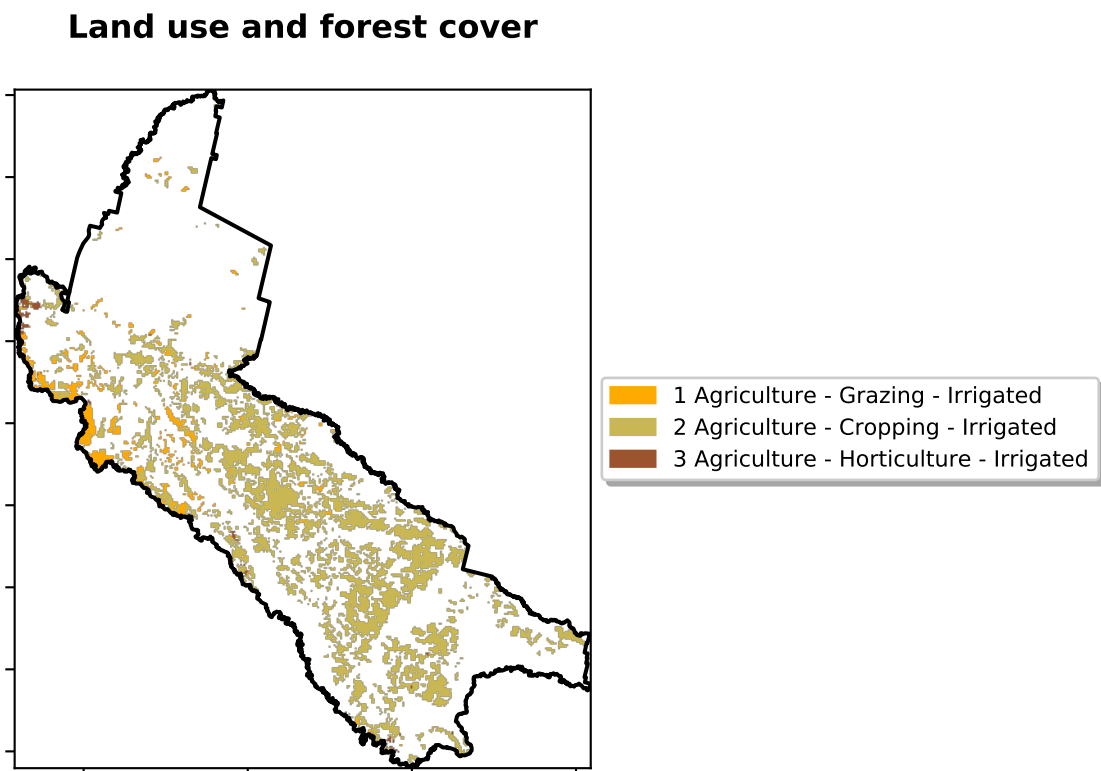 Land use and forest cover
1 Agriculture - Grazing - Irrigated
2 Agriculture - Cropping - Irrigated
3 Agriculture - Horticulture - Irrigated